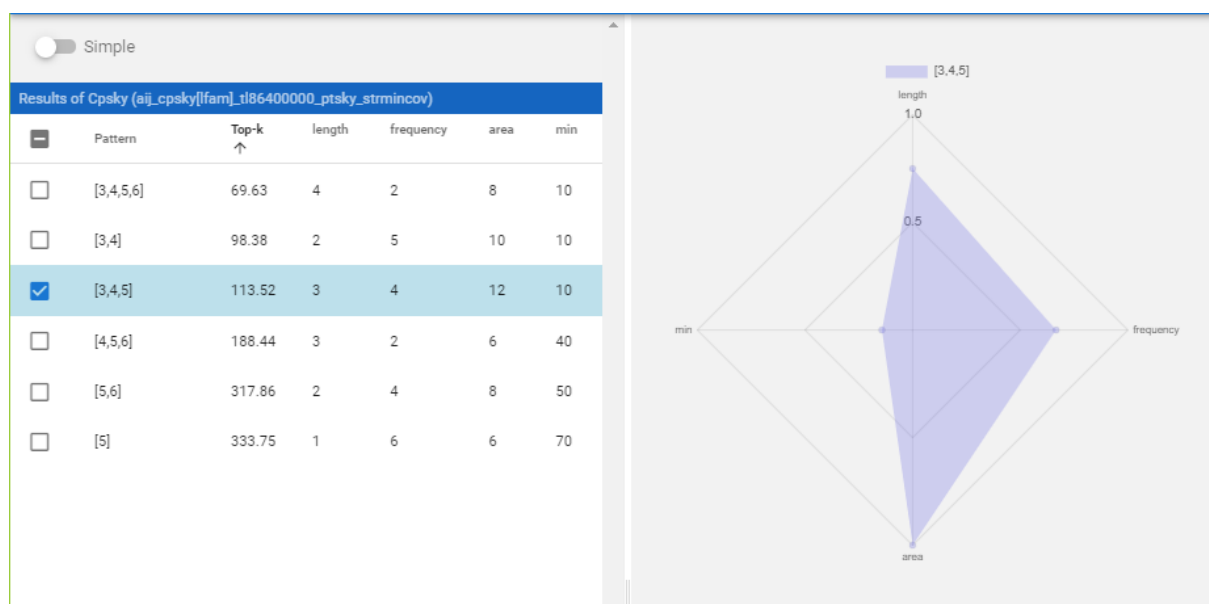 Simple
Results of Cpsky (aij_cpsky[lfam]_tl86400000_ptsky_strmincov)
Pattern Top-k ↑ length frequency area min
[3,4,5,6] 69.63 4 2 8 10
[3,4] 98.38 2 5 10 10
[3,4,5] 113.52 3 4 12 10
[4,5,6] 188.44 3 2 6 40
[5,6] 317.86 2 4 8 50
[5] 333.75 1 6 6 70
[3,4,5]
length
1.0
0.5
min
frequency
area